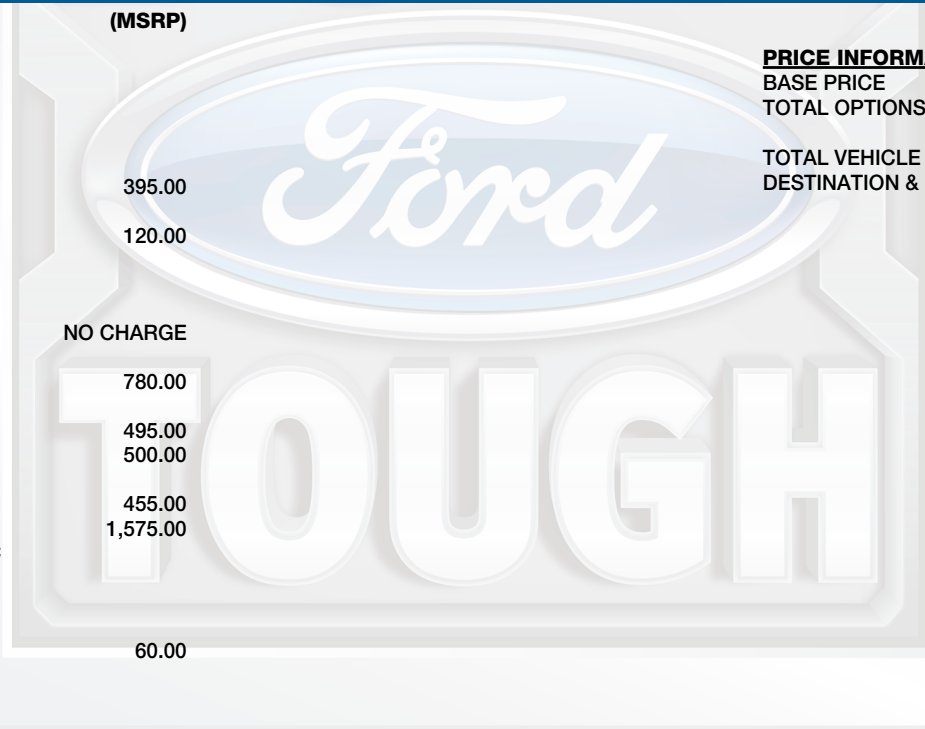 (MSRP)
PRICE INFORM
BASE PRICE
TOTAL OPTIONS
TOTAL VEHICLE
DESTINATION &
395.00
120.00
NO CHARGE
780.00
495.00
500.00
455.00
1,575.00
60.00
Ford
TOUGH